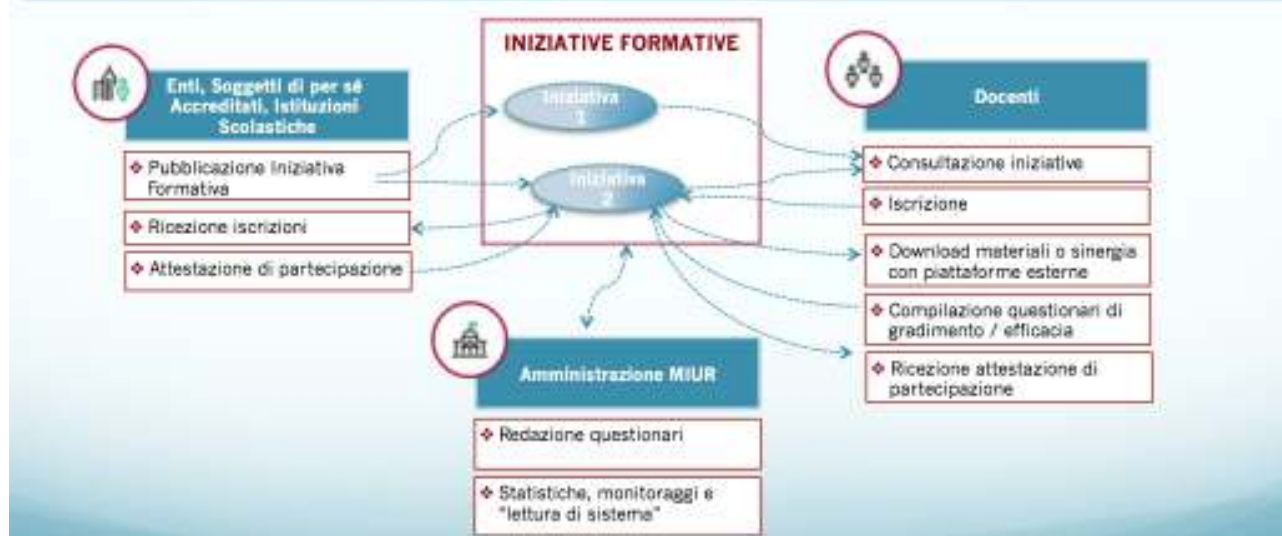 INIZIATIVE FORMATIVE
Iniziativa
1
Iniziativa
2
Enti, Soggetti di per sé
Accreditati, Istituzioni
Scolastiche
❖ Pubblicazione Iniziativa
Formativa
❖ Ricezione iscrizioni
❖ Attestazione di partecipazione
Docenti
❖ Consultazione iniziative
❖ Iscrizione
❖ Download materiali o sinergia
con piattaforme esterne
❖ Compilazione questionari di
gradimento / efficacia
❖ Ricezione attestazione di
partecipazione
Amministrazione MIUR
❖ Redazione questionari
❖ Statistiche, monitoraggi e
"lettura di sistema"